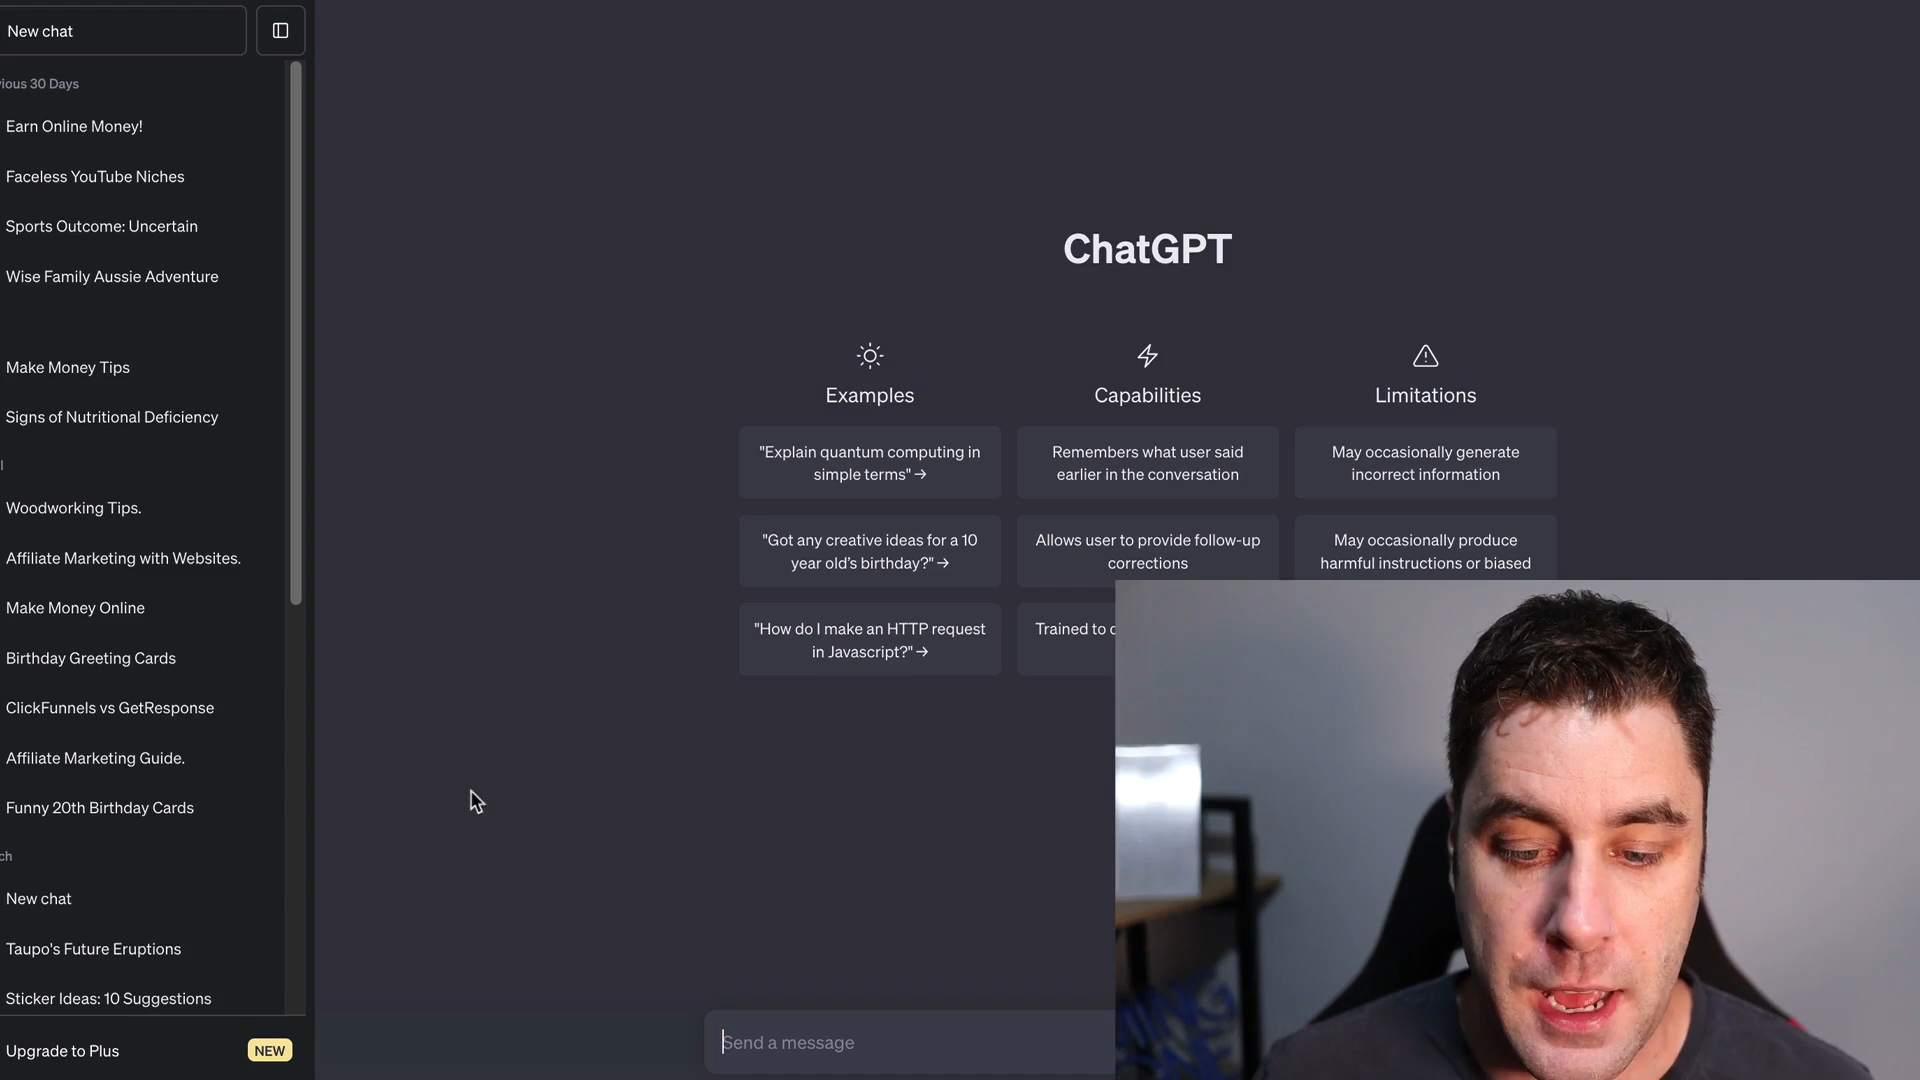 New chat
vious 30 Days
Earn Online Money!
Faceless YouTube Niches
Sports Outcome: Uncertain
Wise Family Aussie Adventure
Make Money Tips
Signs of Nutritional Deficiency
l
Woodworking Tips.
Affiliate Marketing with Websites.
Make Money Online
Birthday Greeting Cards
ClickFunnels vs GetResponse
Affiliate Marketing Guide.
Funny 20th Birthday Cards
ch
New chat
Taupo's Future Eruptions
Sticker Ideas: 10 Suggestions
Upgrade to Plus
NEW
ChatGPT
Examples
"Explain quantum computing in
simple terms" →
"Got any creative ideas for a 10
year old's birthday?" →
"How do I make an HTTP request
in Javascript?" →
Capabilities
Remembers what user said
earlier in the conversation
Allows user to provide follow-up
corrections
Trained to
Limitations
May occasionally generate
incorrect information
May occasionally produce
harmful instructions or biased
Send a message